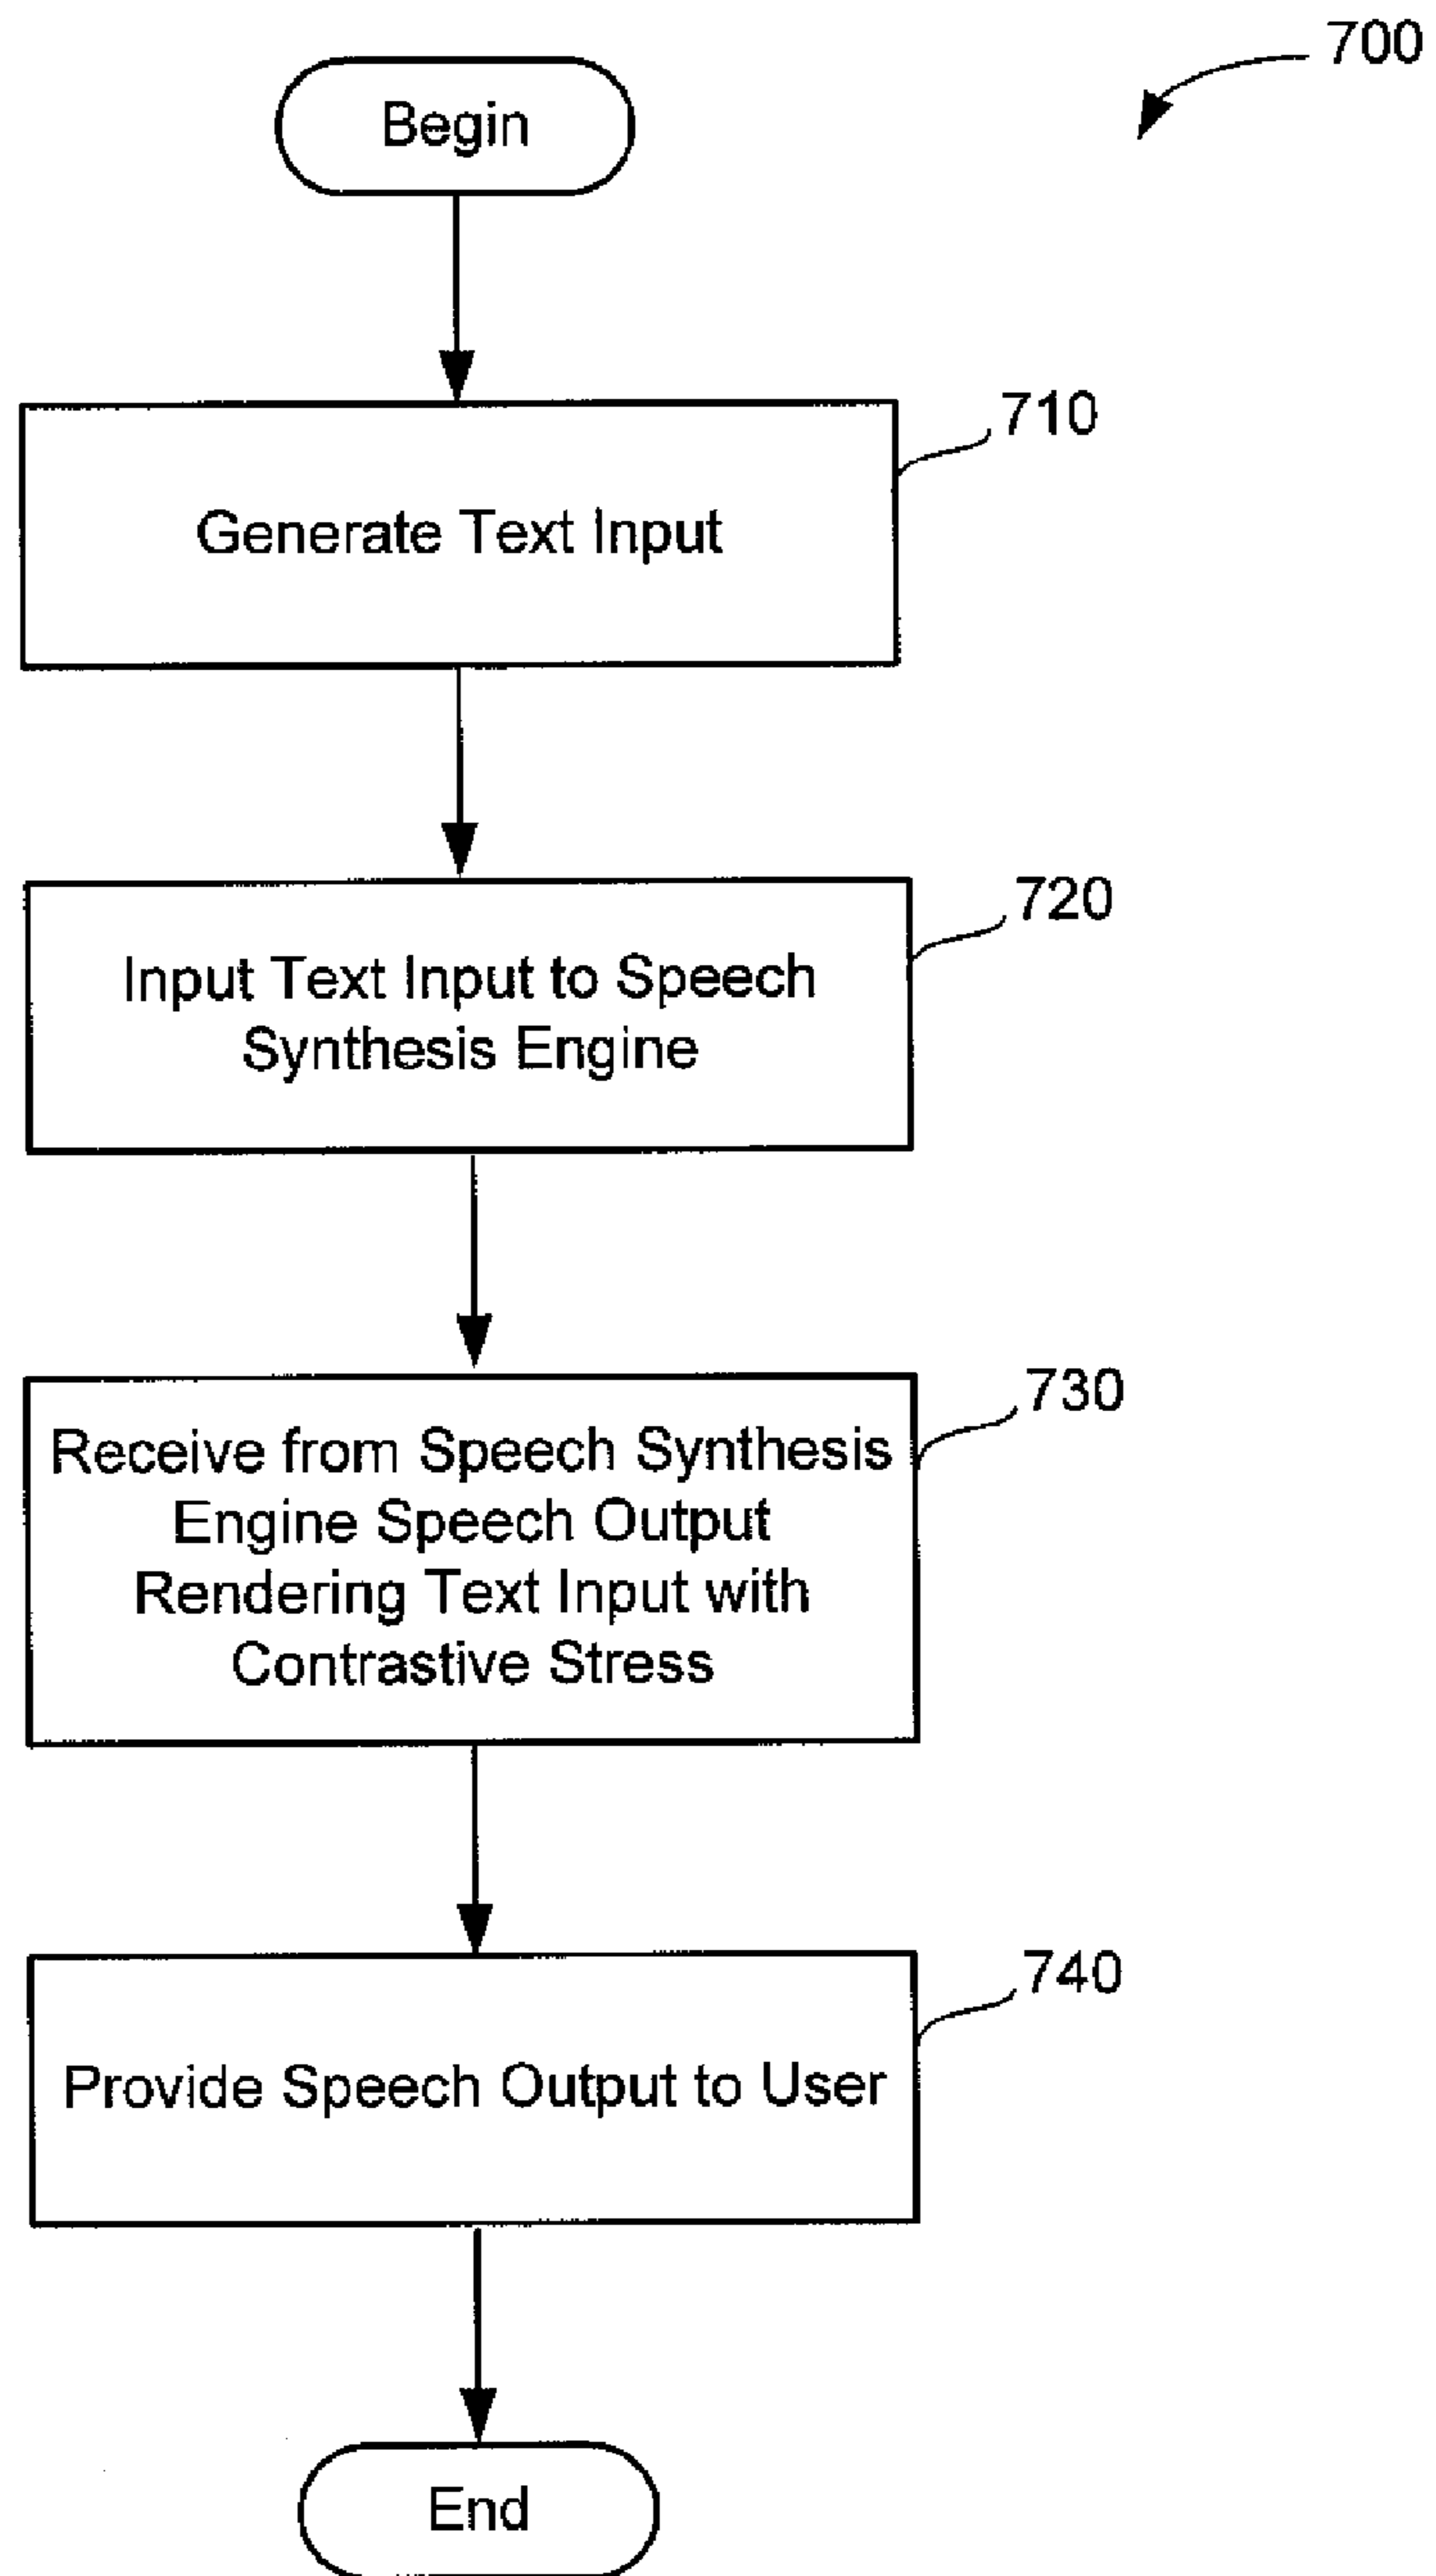 700
Begin
710
Generate Text Input
720
Input Text Input to Speech
Synthesis Engine
730
Receive from Speech Synthesis
Engine Speech Output
Rendering Text Input with
Contrastive Stress
740
Provide Speech Output to User
End